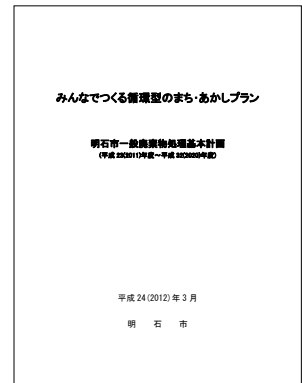 みんなでつくる循環型のまち・あかしプラン
明石市一般廃棄物処理基本計画
(平成23(2011)年度～平成32(2020)年度)
平成24(2012)年3月
明 石 市